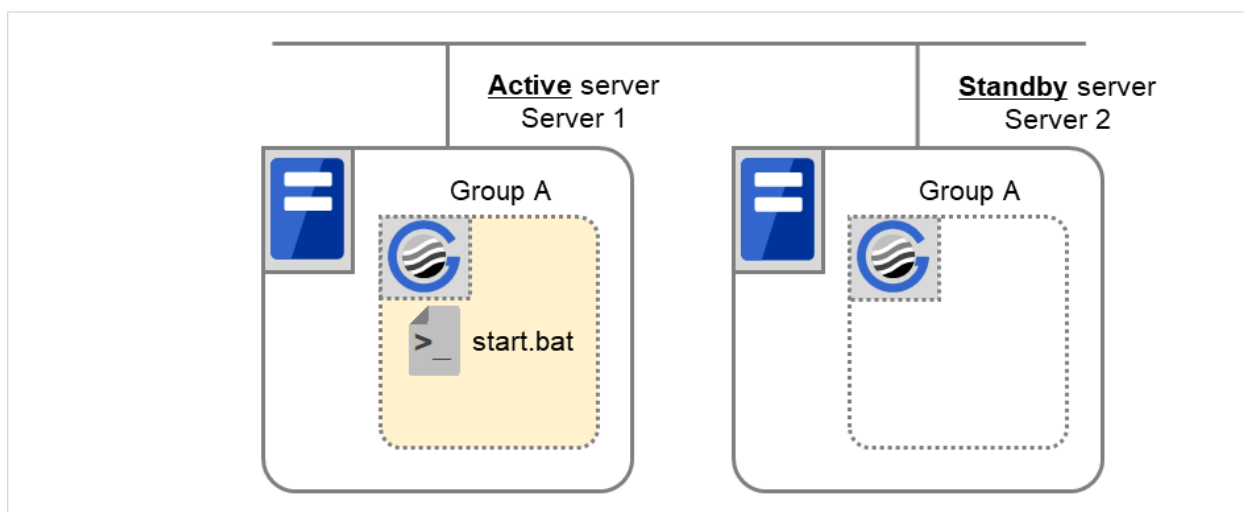 Active server
Server 1
Standby server
Server 2
Group A
Group A
>_ start.bat